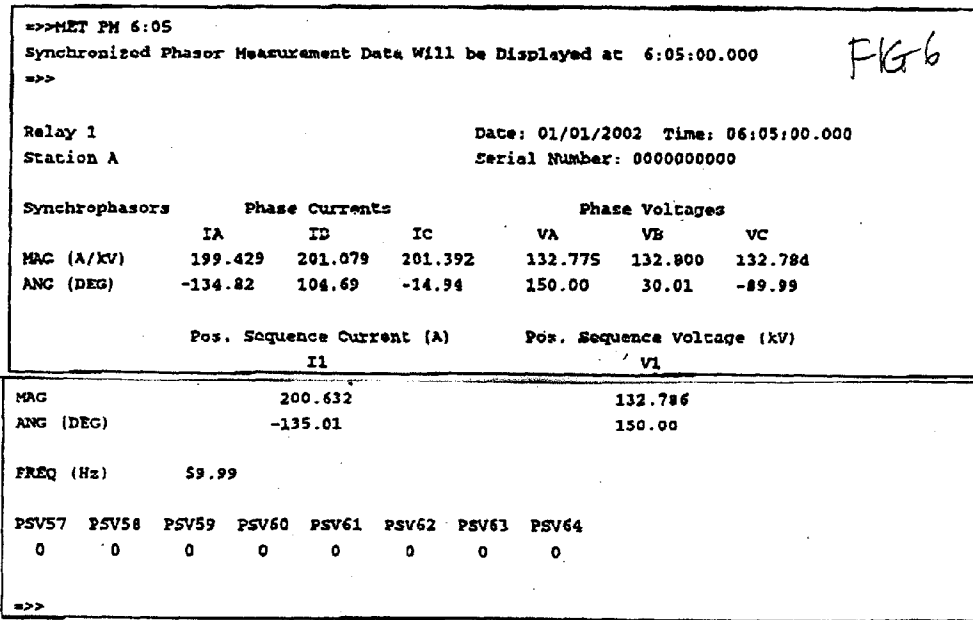 =>>MET PM 6:05
Synchronized Phasor Measurement Data Will be Displayed at 6:05:00.000
FIG 6
=>>
Relay 1 Date: 01/01/2002 Time: 06:05:00.000
Station A Serial Number: 0000000000
Synchrophasors Phase Currents Phase Voltages
IA IB IC VA VB VC
MAG (A/kV) 199.429 201.079 201.392 132.775 132.800 132.784
ANG (DEG) -134.82 104.69 -14.94 150.00 30.01 -89.99
Pos. Sequence Current (A) Pos. Sequence Voltage (kV)
I1 V1
MAG 200.632 132.786
ANG (DEG) -135.01 150.00
FREQ (Hz) 59.99
PSV57 PSV58 PSV59 PSV60 PSV61 PSV62 PSV63 PSV64
0 0 0 0 0 0 0 0
=>>